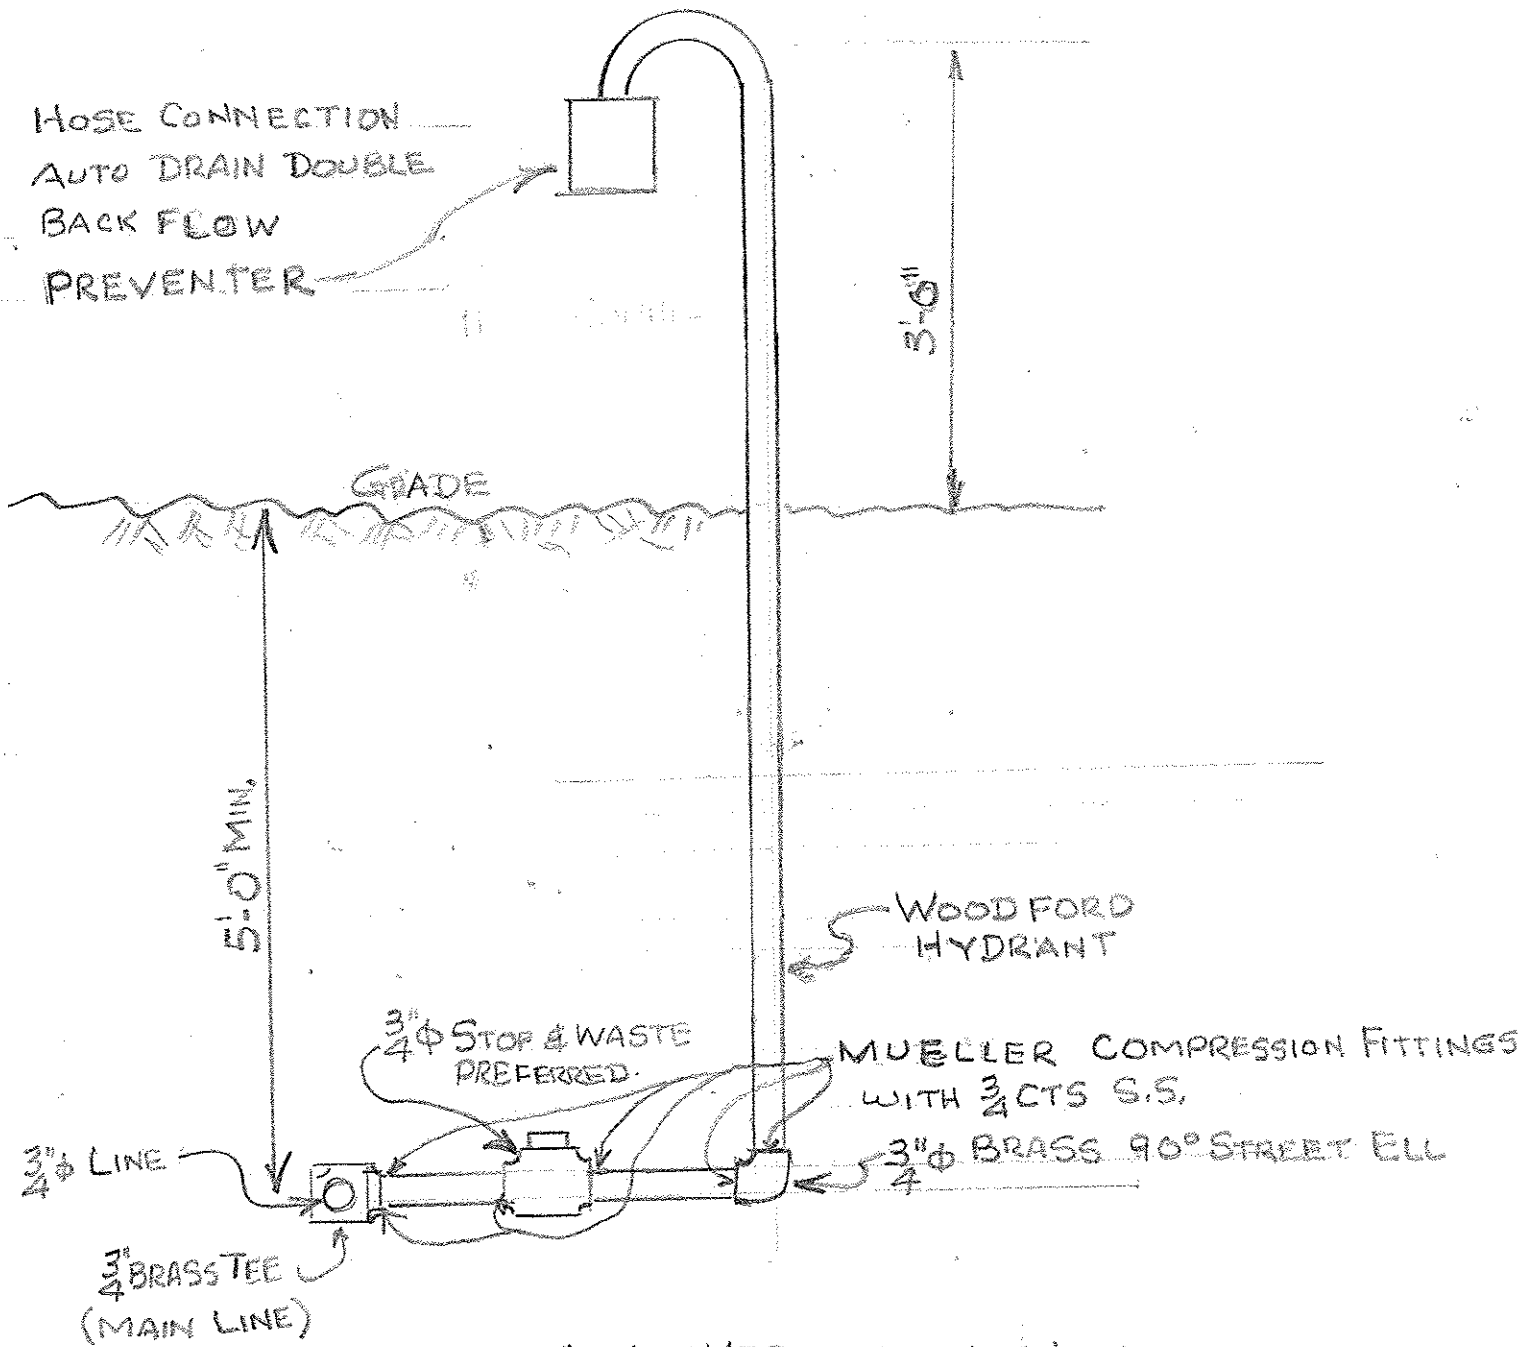 HOSE CONNECTION
AUTO DRAIN DOUBLE
BACK FLOW
PREVENTER
3'-6"
GRADE
5'-0" MIN.
WOODFORD
HYDRANT
3/4"φ STOP & WASTE
PREFERRED.
MUELLER COMPRESSION FITTINGS
WITH 3/4 CTS S.S.
3/4"φ BRASS 90° STREET ELL
3/4"φ LINE
3/4" BRASS TEE
(MAIN LINE)